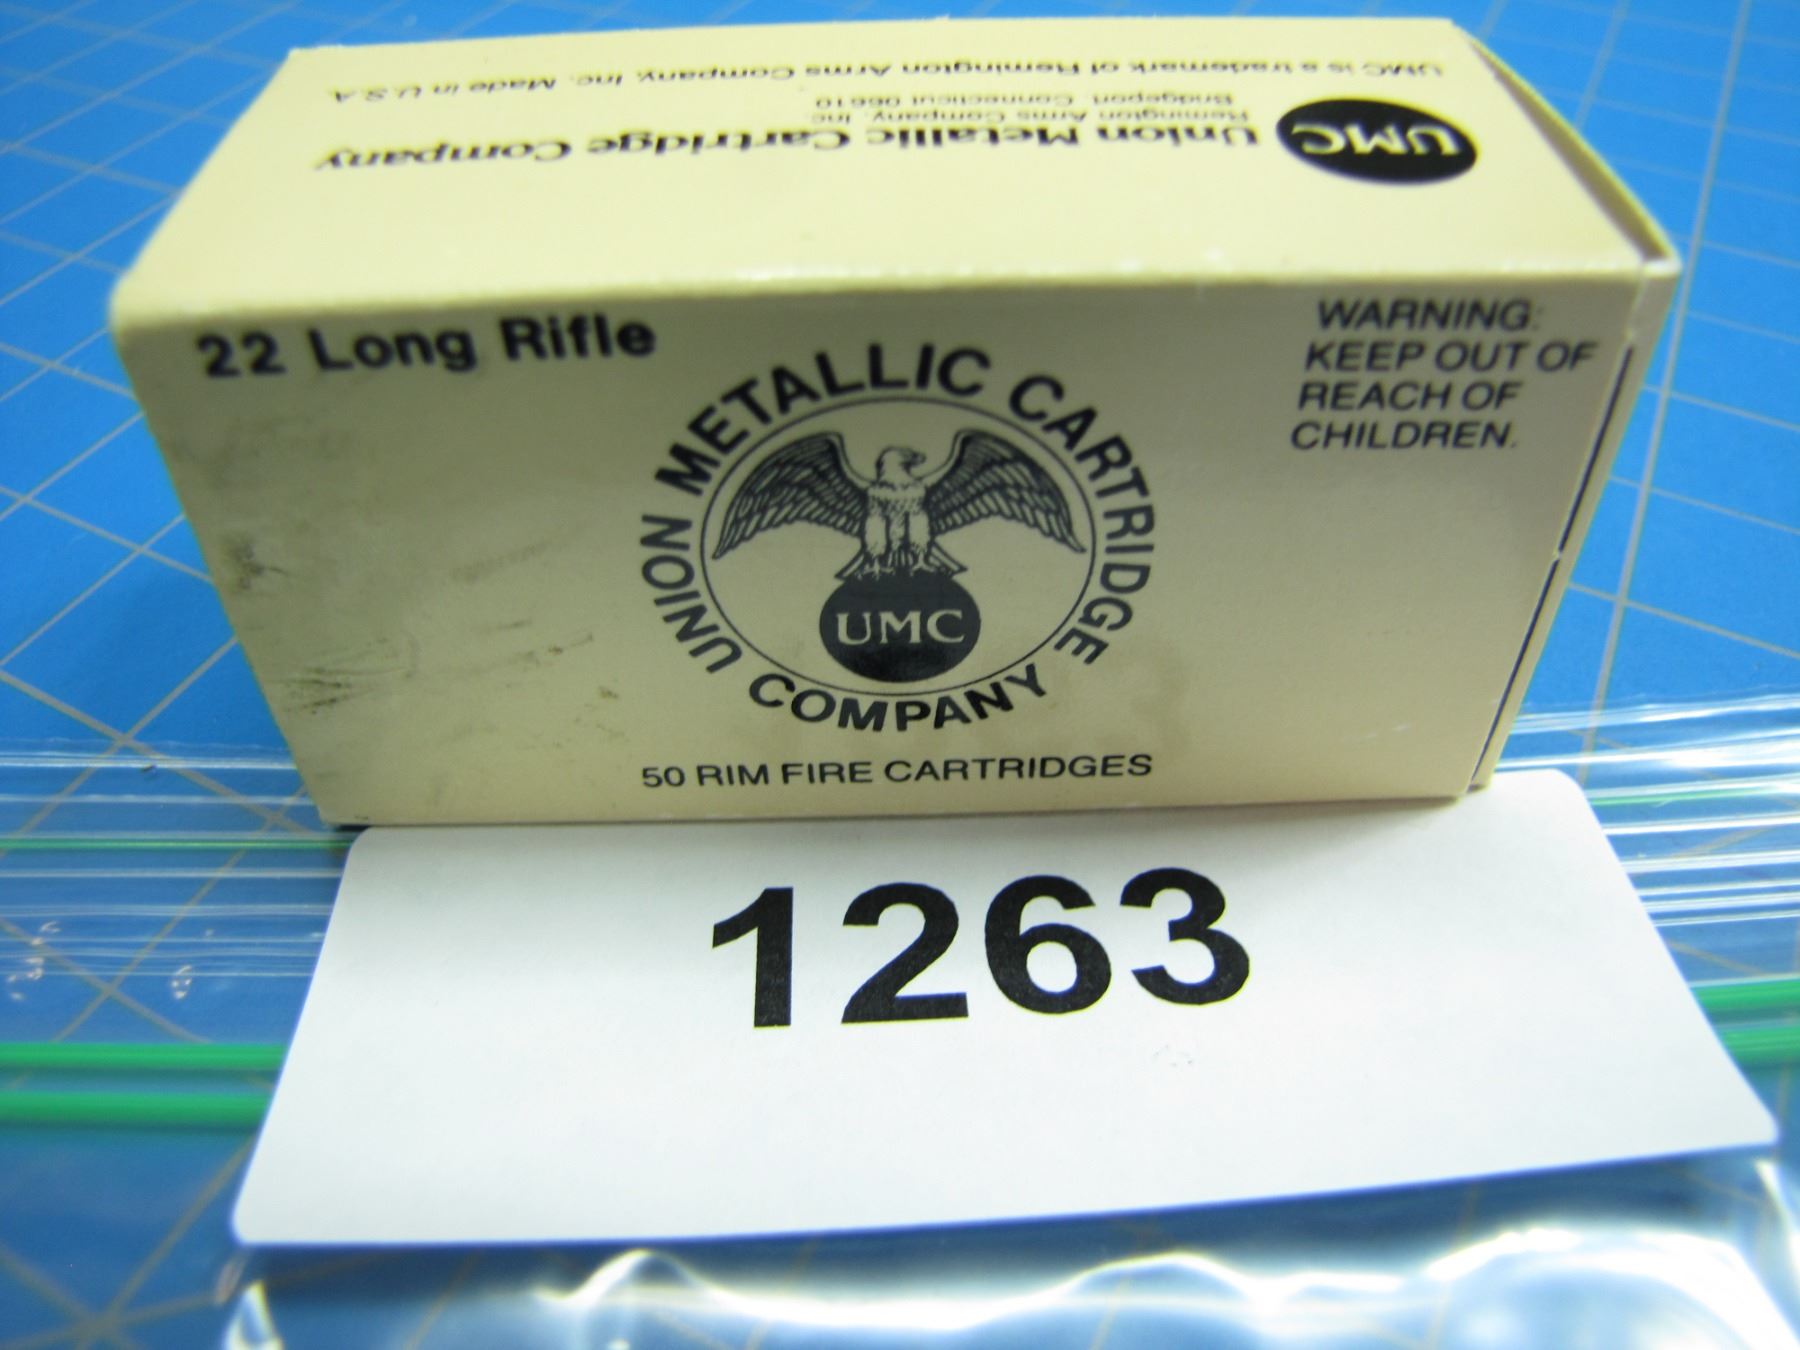 UMC
Union Metallic Cartridge Company
Remington Arms Company, Inc.
Bridgeport, Connecticut 06610
UMC is a trademark of Remington Arms Company, Inc. Made in U.S.A.
22 Long Rifle
WARNING:
KEEP OUT OF
REACH OF
CHILDREN.
UNION METALLIC CARTRIDGE COMPANY
UMC
50 RIM FIRE CARTRIDGES
1263